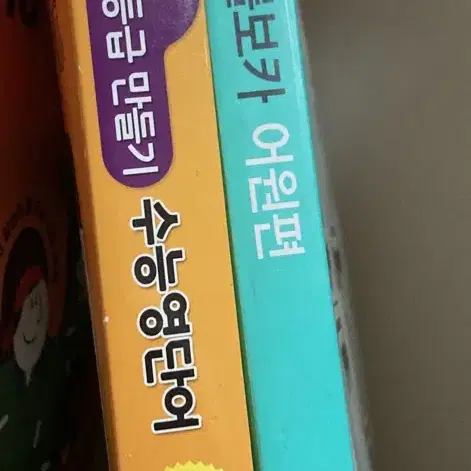 등급 만들기
수능영단어
보카 어원편